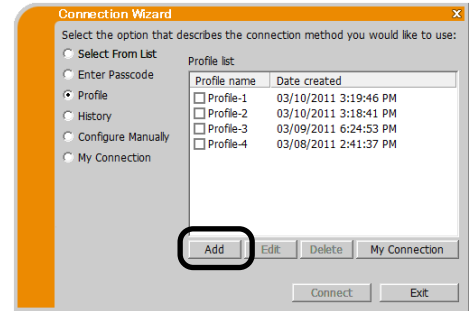 Connection Wizard x
Select the option that describes the connection method you would like to use:
Select From List
Enter Passcode
Profile
History
Configure Manually
My Connection
Profile list
Profile name Date created
Profile-1 03/10/2011 3:19:46 PM
Profile-2 03/10/2011 3:18:41 PM
Profile-3 03/09/2011 6:24:53 PM
Profile-4 03/08/2011 2:41:37 PM
Add Edit Delete My Connection
Connect Exit